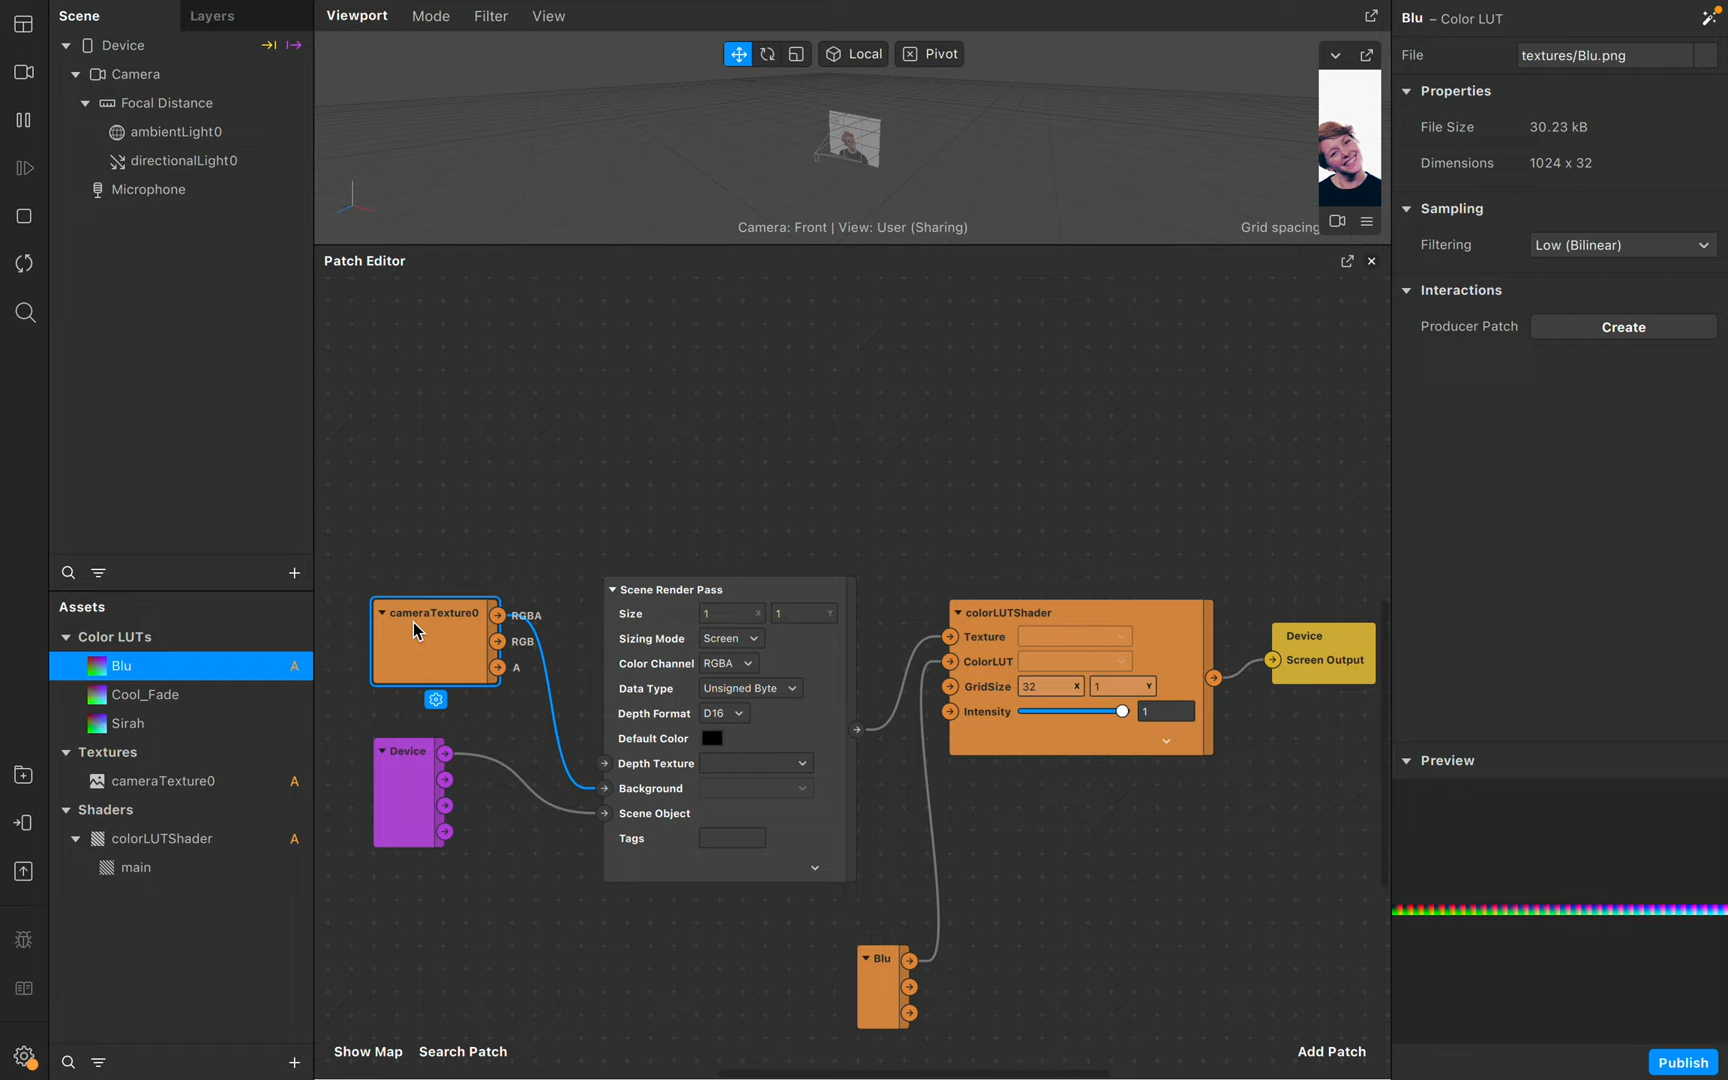 Scene
Layers
Device
Camera
Focal Distance
ambientLight0
directionalLight0
Microphone
Assets
Color LUTs
Blu
A
Cool_Fade
Sirah
Textures
cameraTexture0
A
Shaders
colorLUTShader
A
main
Viewport
Mode
Filter
View
Local
Pivot
Camera: Front | View: User (Sharing)
Grid spacing
Patch Editor
cameraTexture0
RGBA
RGB
A
Device
Scene Render Pass
Size 1 X 1 Y
Sizing Mode Screen
Color Channel RGBA
Data Type Unsigned Byte
Depth Format D16
Default Color
Depth Texture
Background
Scene Object
Tags
colorLUTShader
Texture
ColorLUT
GridSize 32 X 1 Y
Intensity 1
Device
Screen Output
Blu
Show Map
Search Patch
Add Patch
Blu – Color LUT
File textures/Blu.png
Properties
File Size 30.23 kB
Dimensions 1024 x 32
Sampling
Filtering Low (Bilinear)
Interactions
Producer Patch Create
Preview
Publish